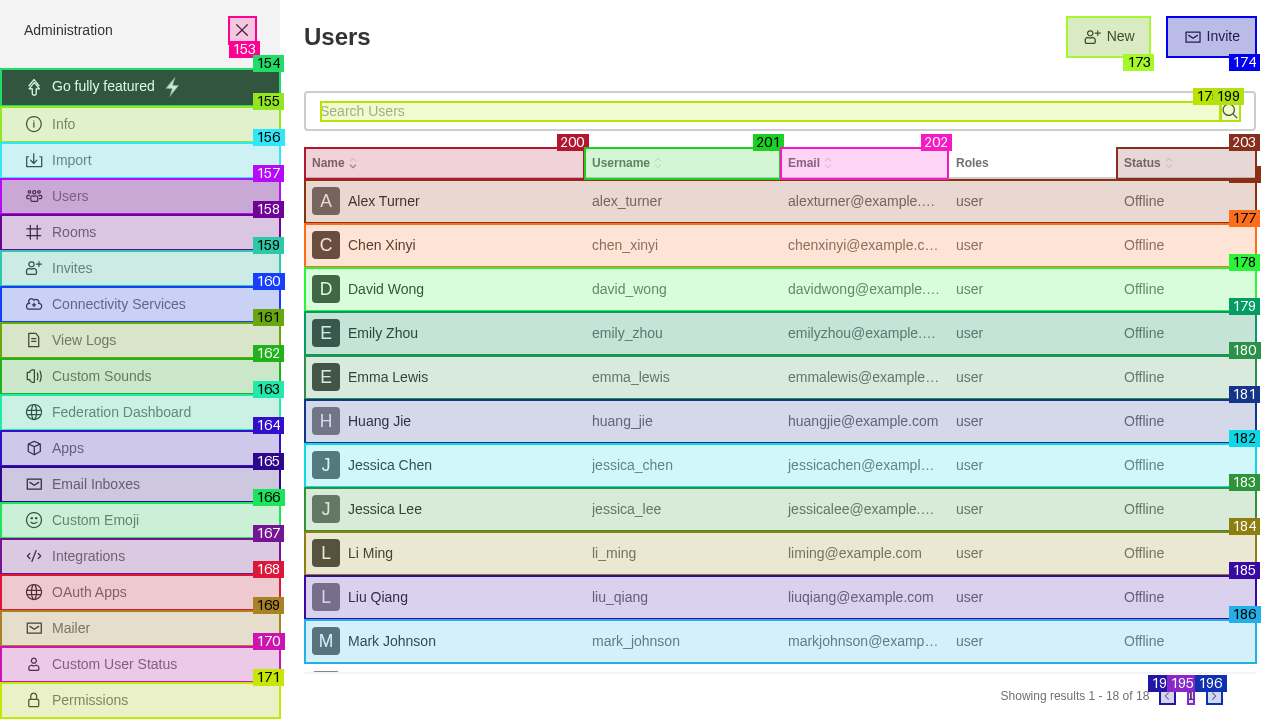 Administration
153
154
Go fully featured
155
Info
156
Import
157
Users
158
Rooms
159
Invites
160
Connectivity Services
161
View Logs
162
Custom Sounds
163
Federation Dashboard
164
Apps
165
Email Inboxes
166
Custom Emoji
167
Integrations
168
OAuth Apps
169
Mailer
170
Custom User Status
171
Permissions
Users
New
173
Invite
174
Search Users
199
200 201 202 203
Name Username Email Roles Status
A Alex Turner alex_turner alexturner@example.… user Offline
177
C Chen Xinyi chen_xinyi chenxinyi@example.c… user Offline
178
D David Wong david_wong davidwong@example.… user Offline
179
E Emily Zhou emily_zhou emilyzhou@example.… user Offline
180
E Emma Lewis emma_lewis emmalewis@example… user Offline
181
H Huang Jie huang_jie huangjie@example.com user Offline
182
J Jessica Chen jessica_chen jessicachen@exampl… user Offline
183
J Jessica Lee jessica_lee jessicalee@example.… user Offline
184
L Li Ming li_ming liming@example.com user Offline
185
L Liu Qiang liu_qiang liuqiang@example.com user Offline
186
M Mark Johnson mark_johnson markjohnson@examp… user Offline
195 196
Showing results 1 - 18 of 18 1